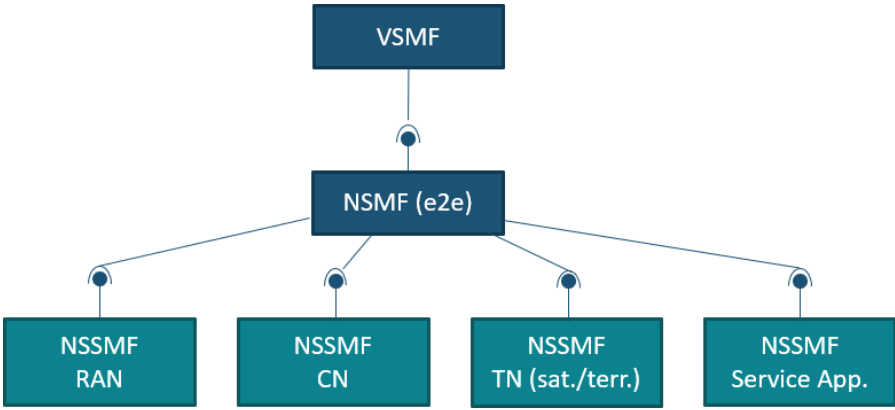 VSMF
NSMF (e2e)
NSSMF
RAN
NSSMF
CN
NSSMF
TN (sat./terr.)
NSSMF
Service App.